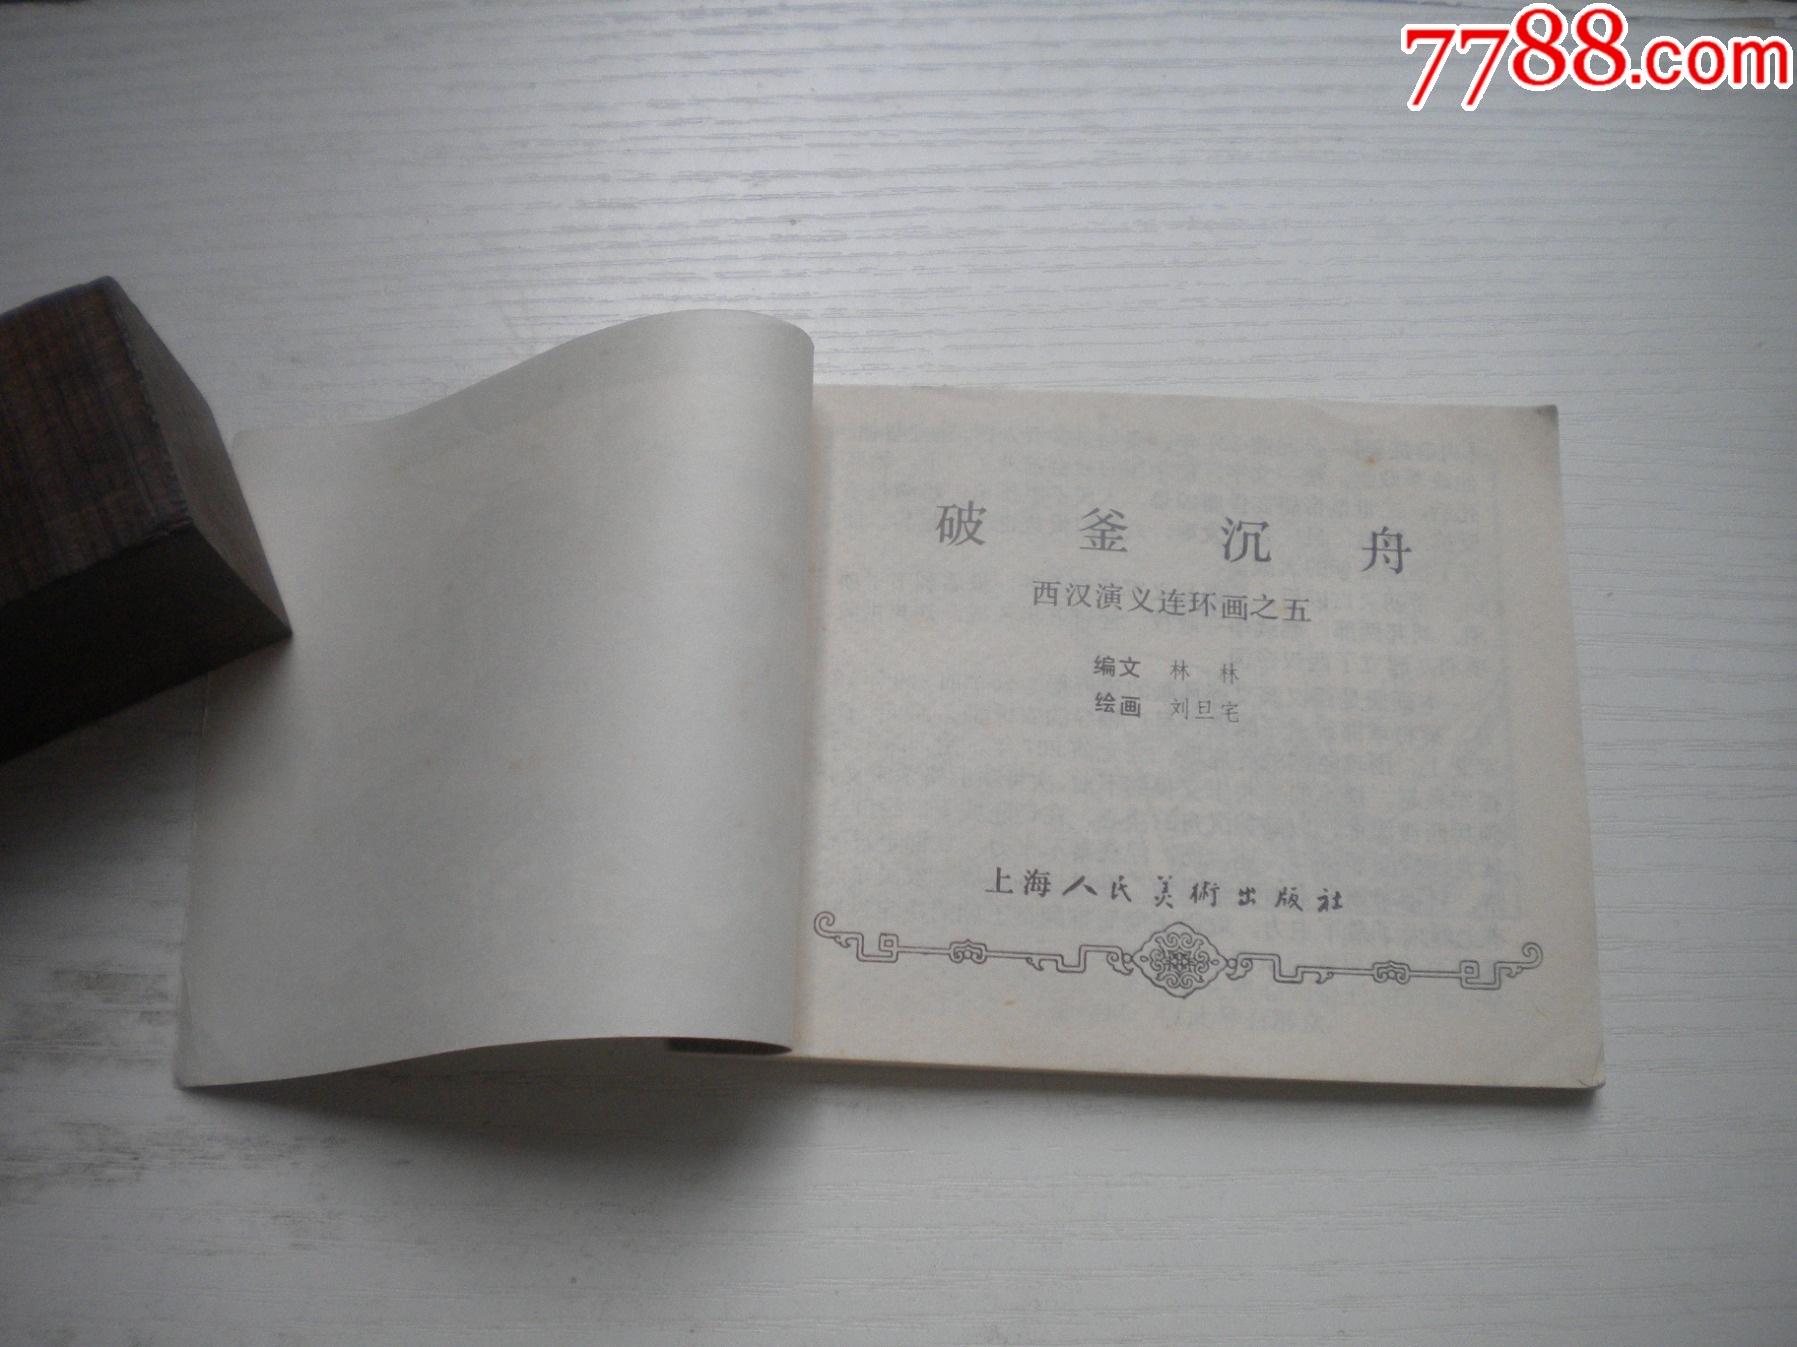 7788.com
破釜沉舟
西汉演义连环画之五
编文 林林
绘画 刘旦宅
上海人民美術出版社